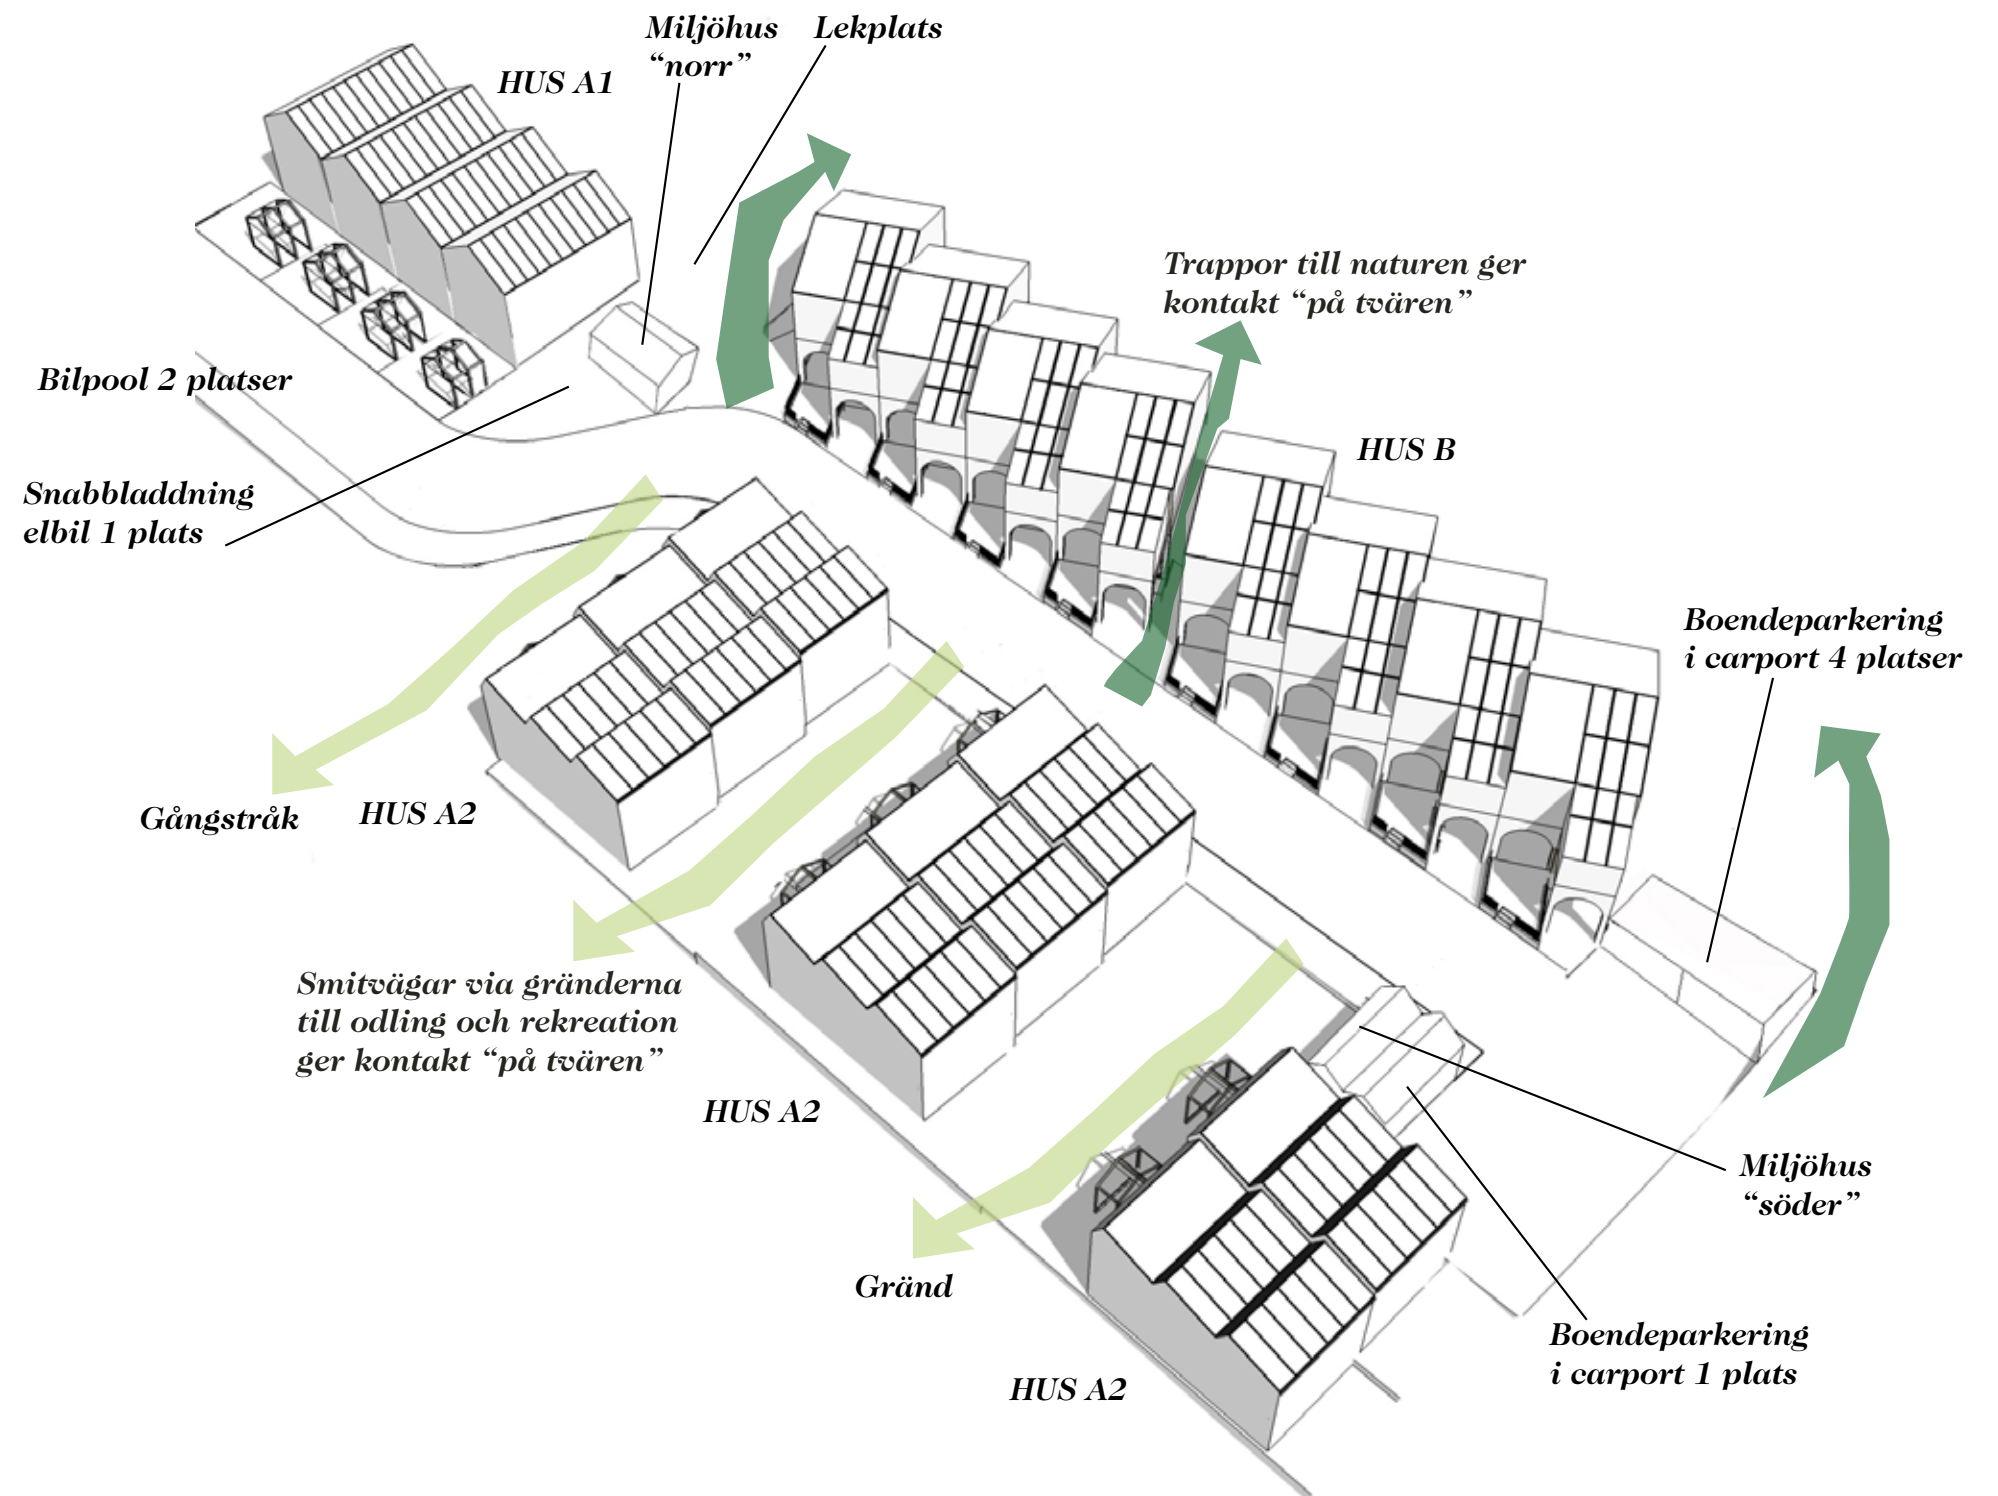 Miljöhus
“norr”
Lekplats
HUS A1
Trappor till naturen ger
kontakt “på tvären”
Bilpool 2 platser
HUS B
Snabbladdning
elbil 1 plats
Boendeparkering
i carport 4 platser
Gångstråk
HUS A2
Smitvägar via gränderna
till odling och rekreation
ger kontakt “på tvären”
HUS A2
Miljöhus
“söder”
Gränd
Boendeparkering
i carport 1 plats
HUS A2